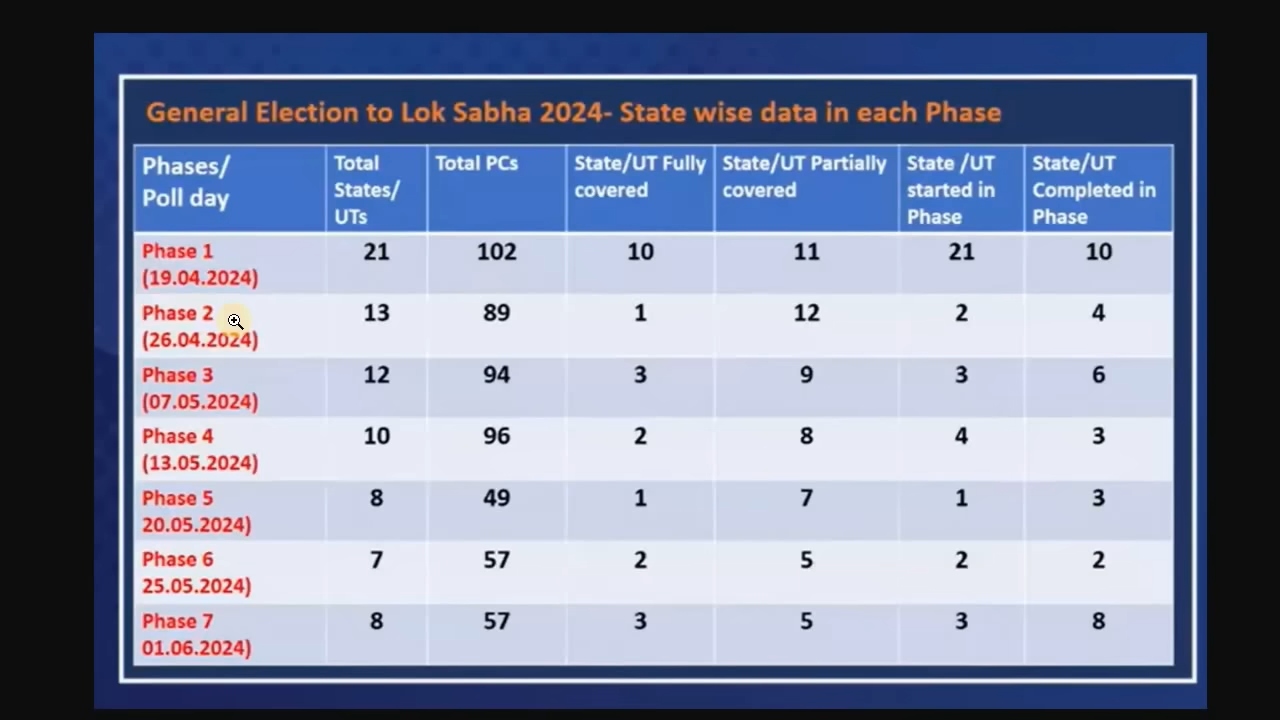 General Election to Lok Sabha 2024- State wise data in each Phase
Phases/
Poll day
Total
States/
UTs
Total PCs
State/UT Fully
covered
State/UT Partially
covered
State /UT
started in
Phase
State/UT
Completed in
Phase
Phase 1
(19.04.2024)
21
102
10
11
21
10
Phase 2
(26.04.2024)
13
89
1
12
2
4
Phase 3
(07.05.2024)
12
94
3
9
3
6
Phase 4
(13.05.2024)
10
96
2
8
4
3
Phase 5
20.05.2024)
8
49
1
7
1
3
Phase 6
25.05.2024)
7
57
2
5
2
2
Phase 7
01.06.2024)
8
57
3
5
3
8